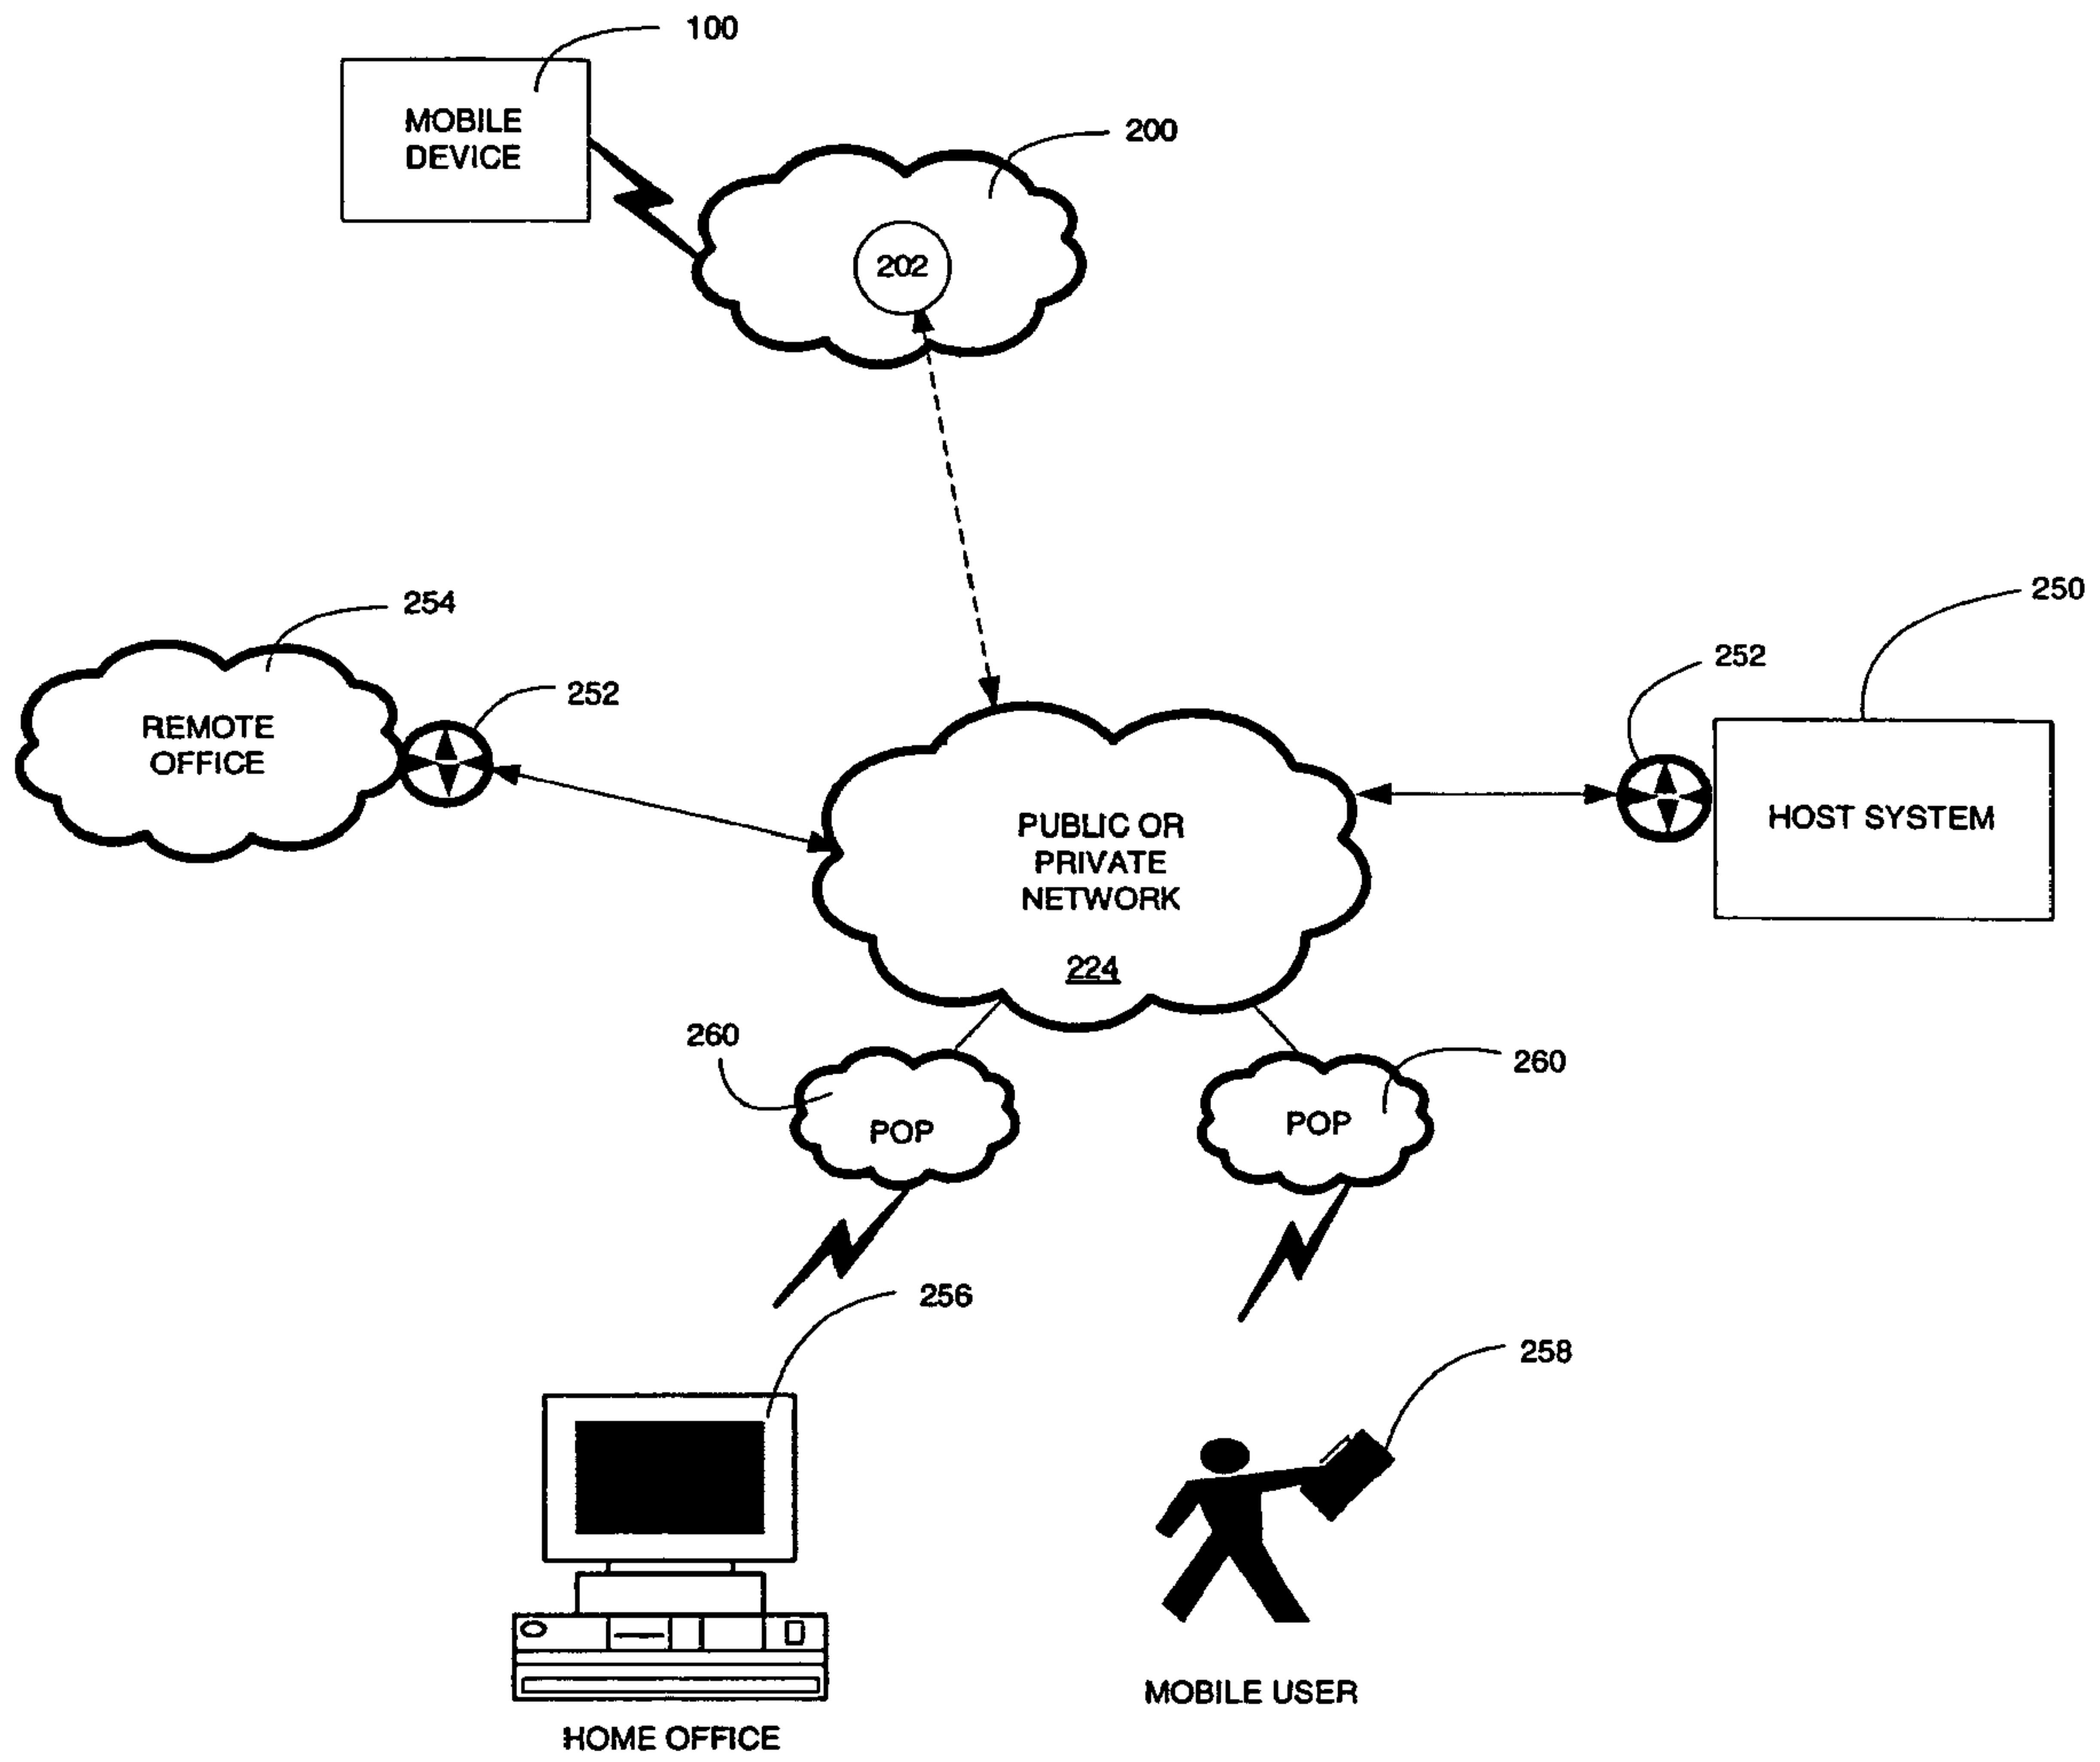 100
MOBILE
DEVICE
200
202
254
250
252
252
REMOTE
OFFICE
HOST SYSTEM
PUBLIC OR
PRIVATE
NETWORK
224
260
260
POP
POP
256
258
MOBILE USER
HOME OFFICE